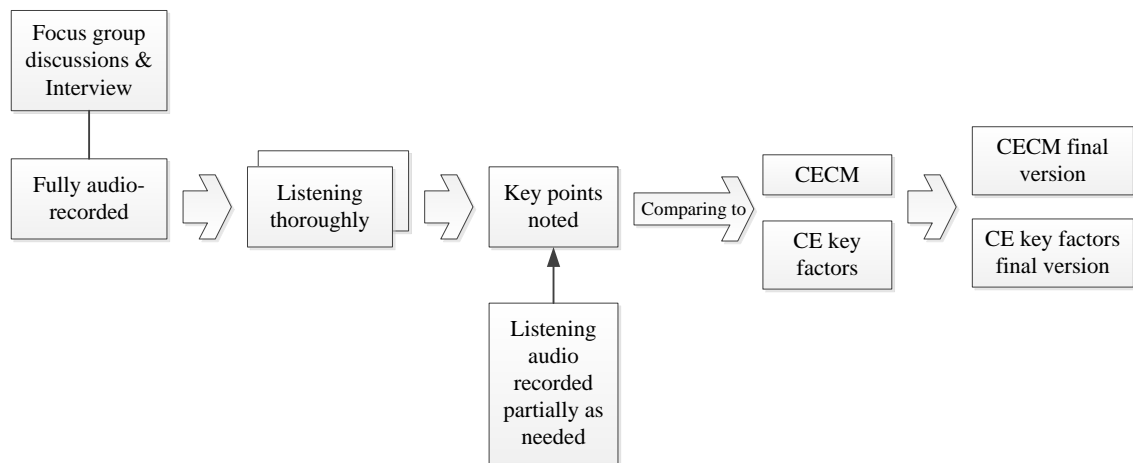 Focus group
discussions &
Interview
Fully audio-
recorded
Listening
thoroughly
Key points
noted
Listening
audio
recorded
partially as
needed
Comparing to
CECM
CE key
factors
CECM final
version
CE key factors
final version